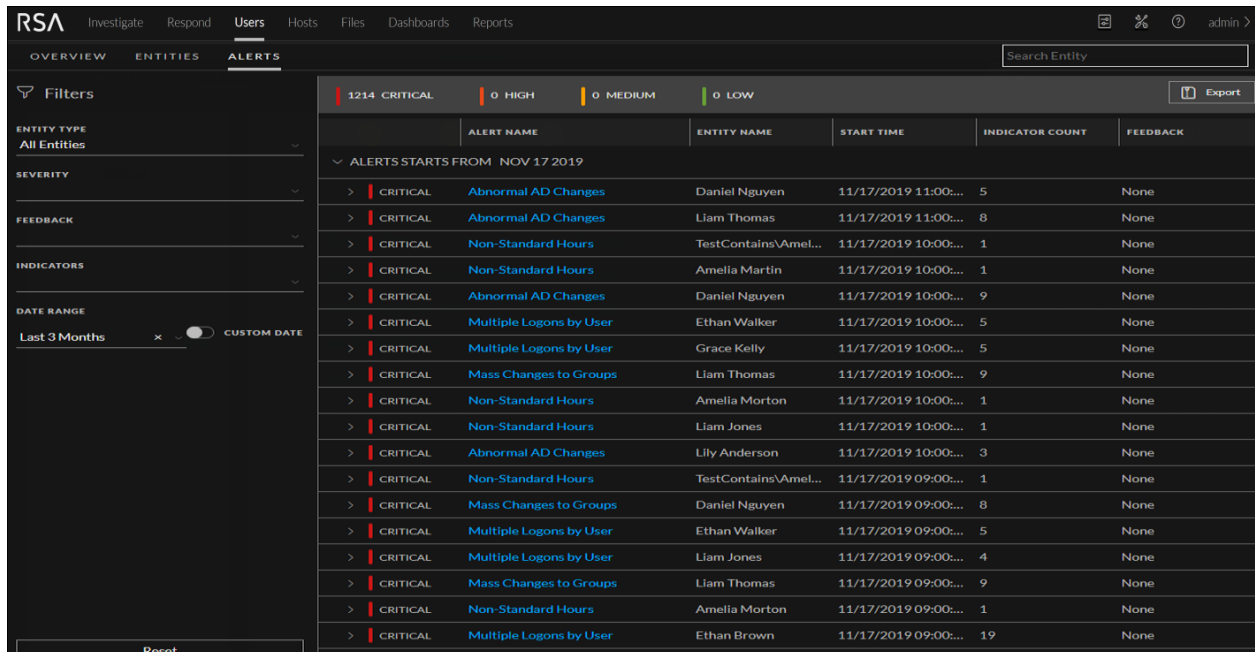 RSA Investigate Respond Users Hosts Files Dashboards Reports admin >
OVERVIEW ENTITIES ALERTS Search Entity
Filters
ENTITY TYPE
All Entities
SEVERITY
FEEDBACK
INDICATORS
DATE RANGE
Last 3 Months × CUSTOM DATE
Reset
1214 CRITICAL 0 HIGH 0 MEDIUM 0 LOW Export
ALERT NAME ENTITY NAME START TIME INDICATOR COUNT FEEDBACK
ALERTS STARTS FROM NOV 17 2019
> CRITICAL Abnormal AD Changes Daniel Nguyen 11/17/2019 11:00:... 5 None
> CRITICAL Abnormal AD Changes Liam Thomas 11/17/2019 11:00:... 8 None
> CRITICAL Non-Standard Hours TestContains\Amel... 11/17/2019 10:00:... 1 None
> CRITICAL Non-Standard Hours Amelia Martin 11/17/2019 10:00:... 1 None
> CRITICAL Abnormal AD Changes Daniel Nguyen 11/17/2019 10:00:... 9 None
> CRITICAL Multiple Logons by User Ethan Walker 11/17/2019 10:00:... 5 None
> CRITICAL Multiple Logons by User Grace Kelly 11/17/2019 10:00:... 5 None
> CRITICAL Mass Changes to Groups Liam Thomas 11/17/2019 10:00:... 9 None
> CRITICAL Non-Standard Hours Amelia Morton 11/17/2019 10:00:... 1 None
> CRITICAL Non-Standard Hours Liam Jones 11/17/2019 10:00:... 1 None
> CRITICAL Abnormal AD Changes Lily Anderson 11/17/2019 10:00:... 3 None
> CRITICAL Non-Standard Hours TestContains\Amel... 11/17/2019 09:00:... 1 None
> CRITICAL Mass Changes to Groups Daniel Nguyen 11/17/2019 09:00:... 8 None
> CRITICAL Multiple Logons by User Ethan Walker 11/17/2019 09:00:... 5 None
> CRITICAL Multiple Logons by User Liam Jones 11/17/2019 09:00:... 4 None
> CRITICAL Mass Changes to Groups Liam Thomas 11/17/2019 09:00:... 9 None
> CRITICAL Non-Standard Hours Amelia Morton 11/17/2019 09:00:... 1 None
> CRITICAL Multiple Logons by User Ethan Brown 11/17/2019 09:00:... 19 None